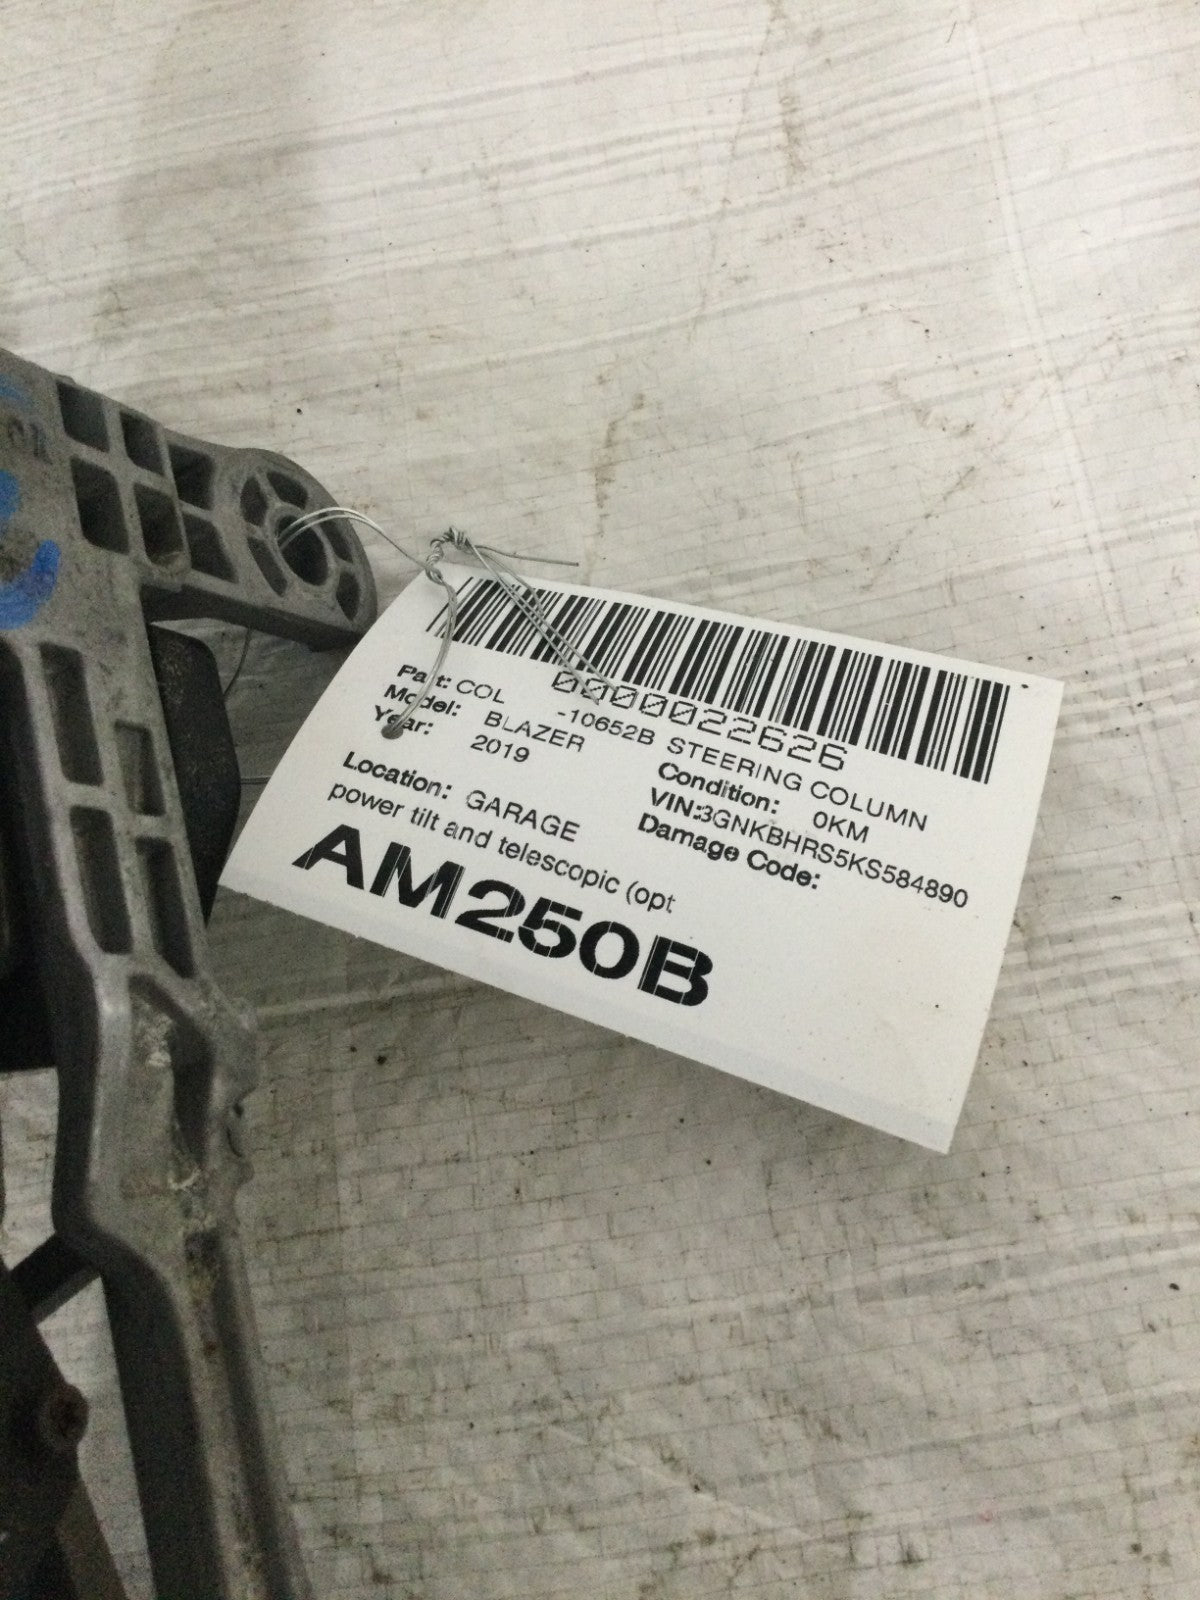 0000022626
Part: COL -10652B STEERING COLUMN
Model: BLAZER Condition: 0KM
Year: 2019 VIN:3GNKBHRS5KS584890
Location: GARAGE Damage Code:
power tilt and telescopic (opt
AM250B